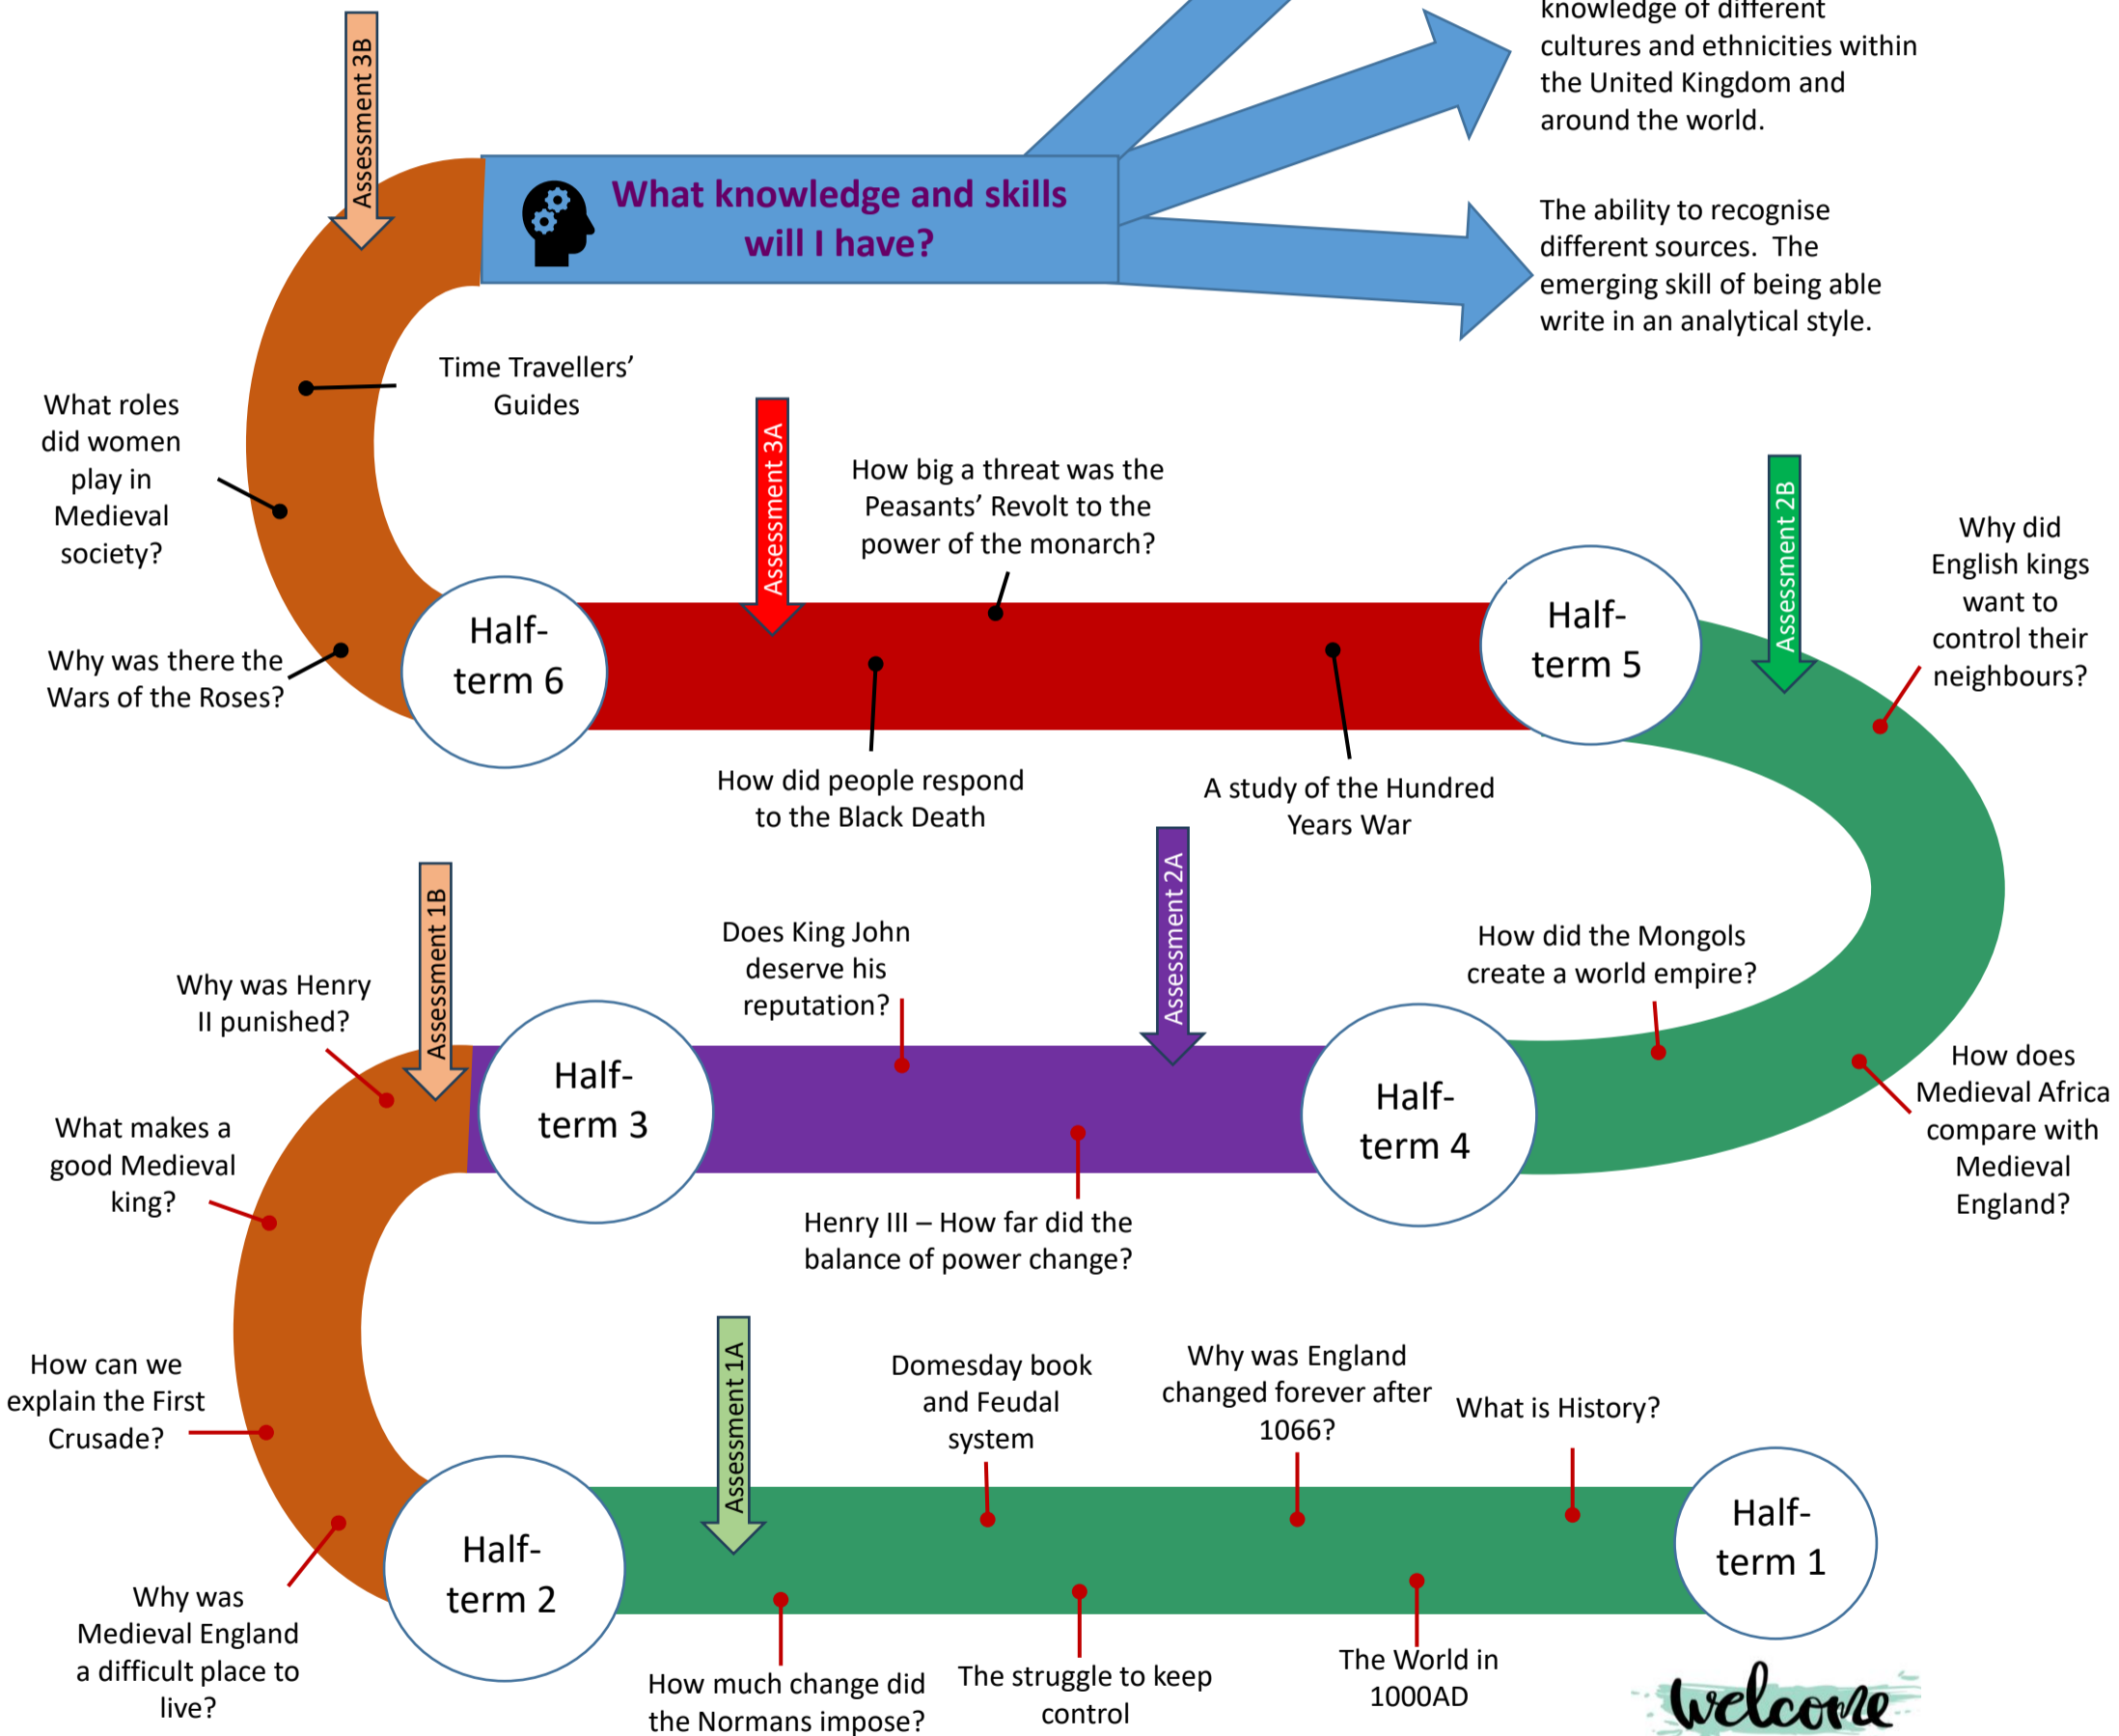 knowledge of different
cultures and ethnicities within
the United Kingdom and
around the world.
Assessment 3B
What knowledge and skills
will I have?
The ability to recognise
different sources.  The
emerging skill of being able
write in an analytical style.
Time Travellers’
Guides
What roles
did women
play in
Medieval
society?
Why was there the
Wars of the Roses?
Half-
term 6
Assessment 3A
How big a threat was the
Peasants’ Revolt to the
power of the monarch?
How did people respond
to the Black Death
A study of the Hundred
Years War
Half-
term 5
Assessment 2B
Why did
English kings
want to
control their
neighbours?
Assessment 1B
Why was Henry
II punished?
What makes a
good Medieval
king?
Half-
term 3
Does King John
deserve his
reputation?
Assessment 2A
Henry III – How far did the
balance of power change?
Half-
term 4
How did the Mongols
create a world empire?
How does
Medieval Africa
compare with
Medieval
England?
How can we
explain the First
Crusade?
Why was
Medieval England
a difficult place to
live?
Half-
term 2
Assessment 1A
Domesday book
and Feudal
system
Why was England
changed forever after
1066?
What is History?
Half-
term 1
How much change did
the Normans impose?
The struggle to keep
control
The World in
1000AD
welcome